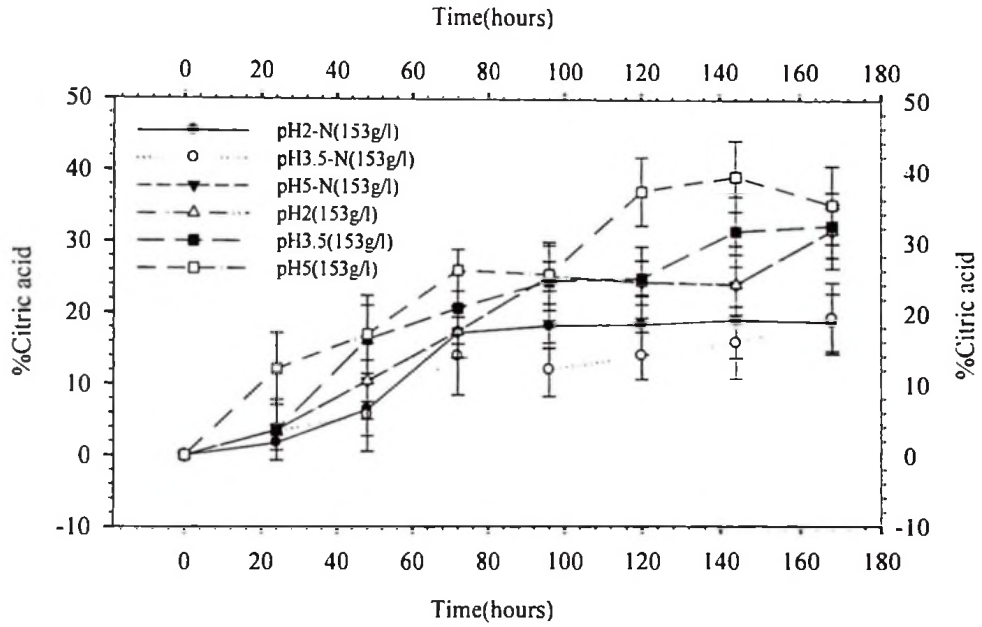 Time(hours)
0 20 40 60 80 100 120 140 160 180
50 50
pH2-N(153g/l)
pH3.5-N(153g/l)
40 40
pH5-N(153g/l)
pH2(153g/l)
30 30
pH3.5(153g/l)
pH5(153g/l)
%Citric acid %Citric acid
20 20
10 10
0 0
-10 -10
0 20 40 60 80 100 120 140 160 180
Time(hours)